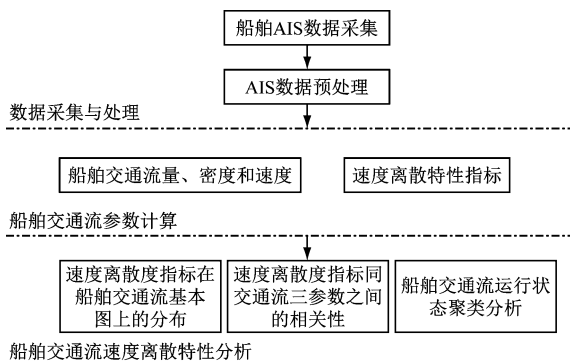 船舶AIS数据采集
AIS数据预处理
数据采集与处理
船舶交通流量、密度和速度
速度离散特性指标
船舶交通流参数计算
速度离散度指标在
船舶交通流基本
图上的分布
速度离散度指标同
交通流三参数之间
的相关性
船舶交通流运行状
态聚类分析
船舶交通流速度离散特性分析